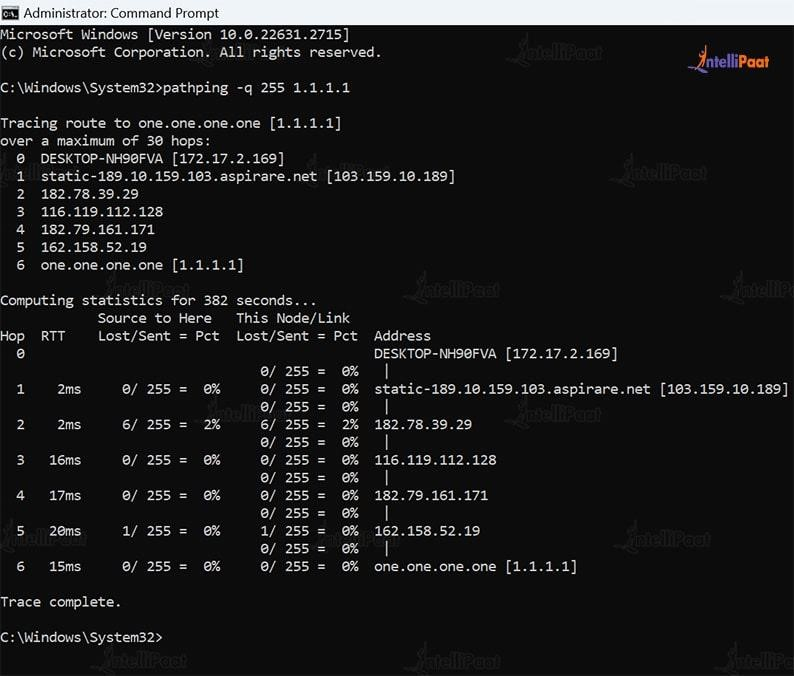 Administrator: Command Prompt
Microsoft Windows [Version 10.0.22631.2715]
(c) Microsoft Corporation. All rights reserved.
IntelliPaat
C:\Windows\System32>pathping -q 255 1.1.1.1
Tracing route to one.one.one.one [1.1.1.1]
over a maximum of 30 hops:
  0  DESKTOP-NH90FVA [172.17.2.169]
  1  static-189.10.159.103.aspirare.net [103.159.10.189]
  2  182.78.39.29
  3  116.119.112.128
  4  182.79.161.171
  5  162.158.52.19
  6  one.one.one.one [1.1.1.1]
Computing statistics for 382 seconds...
            Source to Here   This Node/Link
Hop  RTT    Lost/Sent = Pct  Lost/Sent = Pct  Address
  0                                           DESKTOP-NH90FVA [172.17.2.169]
                                0/ 255 =  0%   |
  1    2ms     0/ 255 =  0%     0/ 255 =  0%  static-189.10.159.103.aspirare.net [103.159.10.189]
                                0/ 255 =  0%   |
  2    2ms     6/ 255 =  2%     6/ 255 =  2%  182.78.39.29
                                0/ 255 =  0%   |
  3   16ms     0/ 255 =  0%     0/ 255 =  0%  116.119.112.128
                                0/ 255 =  0%   |
  4   17ms     0/ 255 =  0%     0/ 255 =  0%  182.79.161.171
                                0/ 255 =  0%   |
  5   20ms     1/ 255 =  0%     1/ 255 =  0%  162.158.52.19
                                0/ 255 =  0%   |
  6   15ms     0/ 255 =  0%     0/ 255 =  0%  one.one.one.one [1.1.1.1]
Trace complete.
C:\Windows\System32>